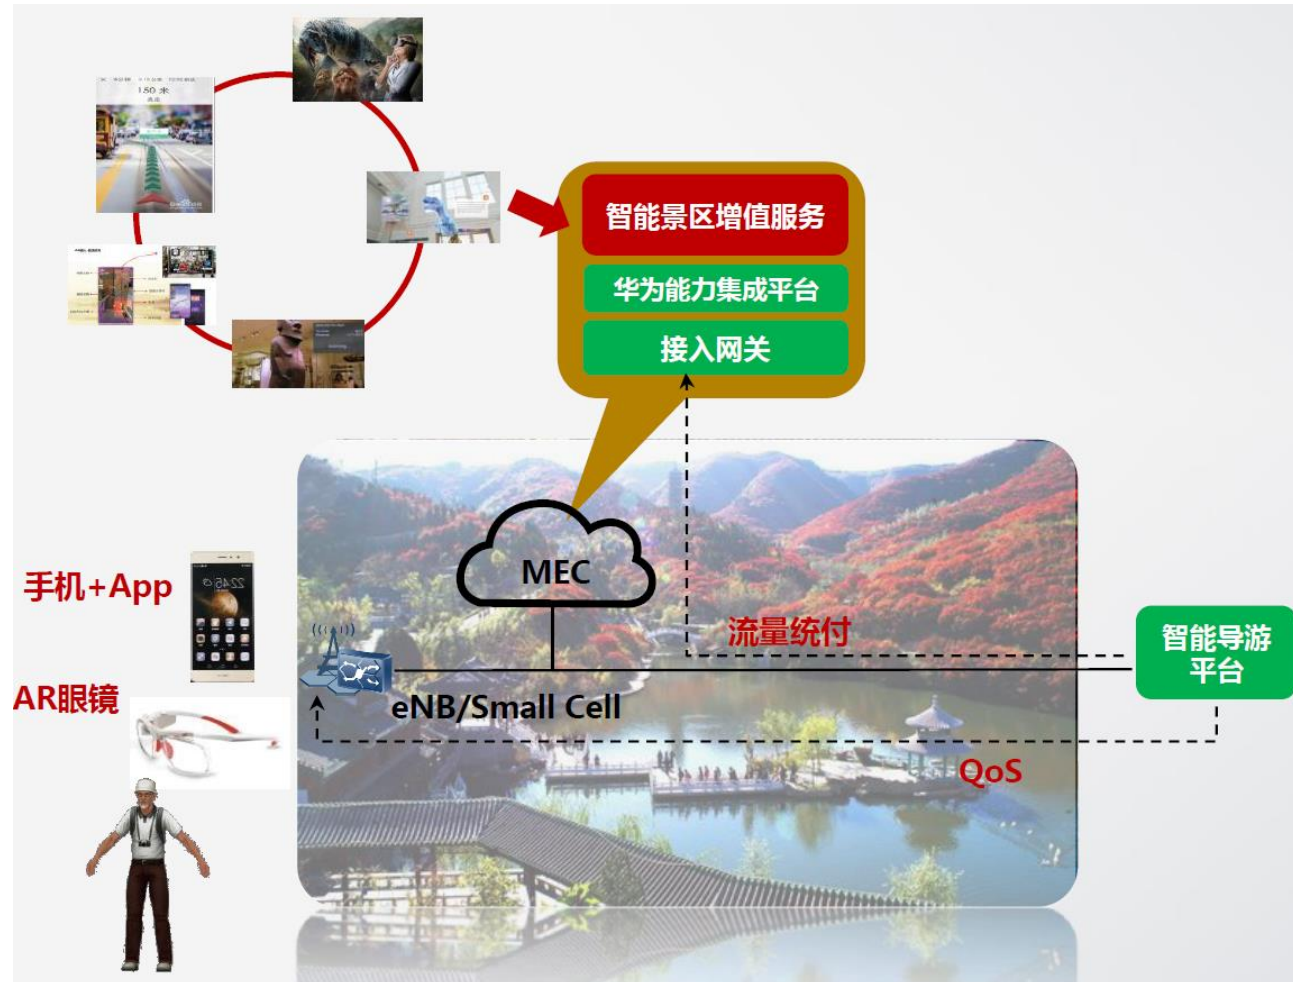 150 米
智能景区增值服务
华为能力集成平台
接入网关
MEC
手机+App
流量统付
智能导游
平台
AR眼镜
eNB/Small Cell
QoS